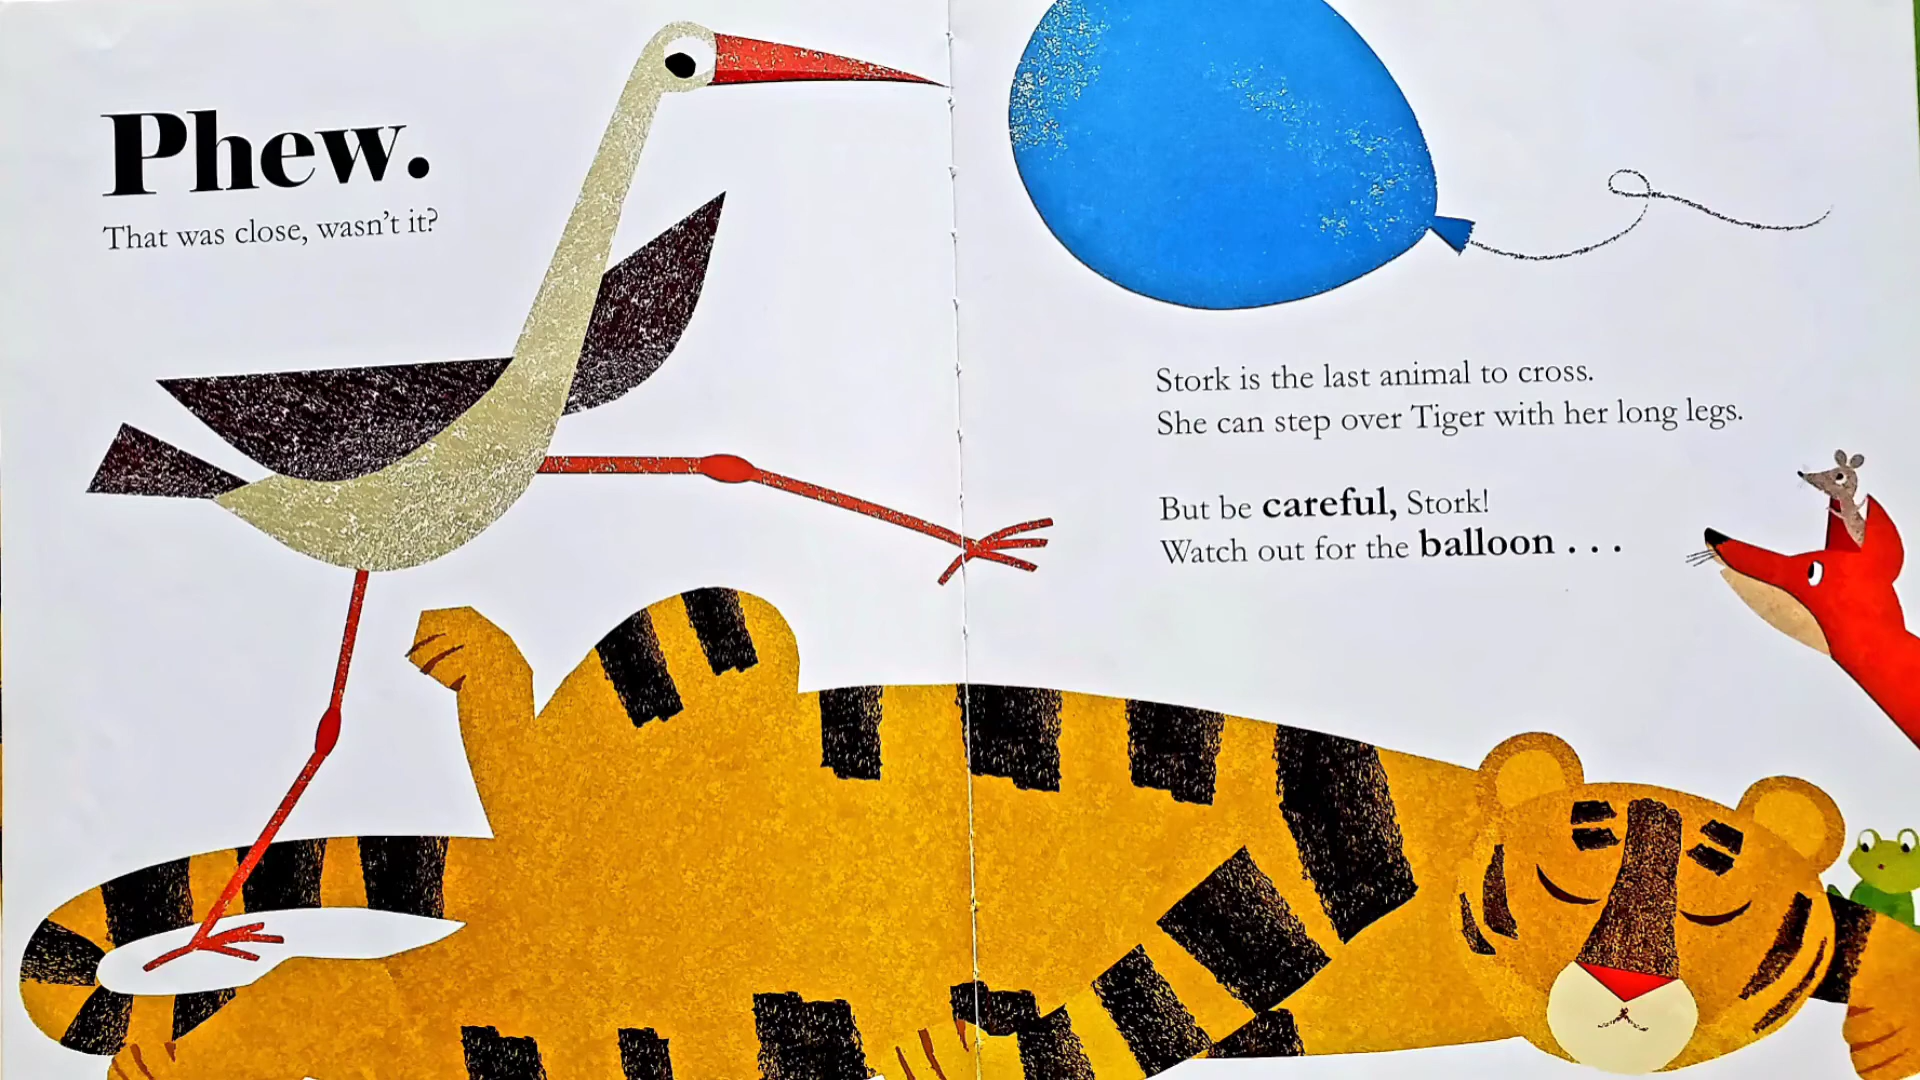 Phew.
That was close, wasn't it?
Stork is the last animal to cross.
She can step over Tiger with her long legs.
But be careful, Stork!
Watch out for the balloon . . .